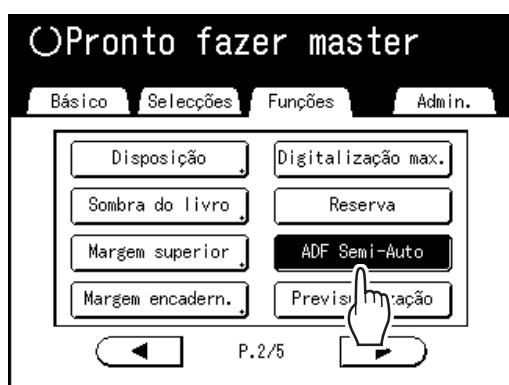 Pronto fazer master
Básico Selecções Funções Admin.
Disposição Digitalização max.
Sombra do livro Reserva
Margem superior ADF Semi-Auto
Margem encadern.
P.2/5